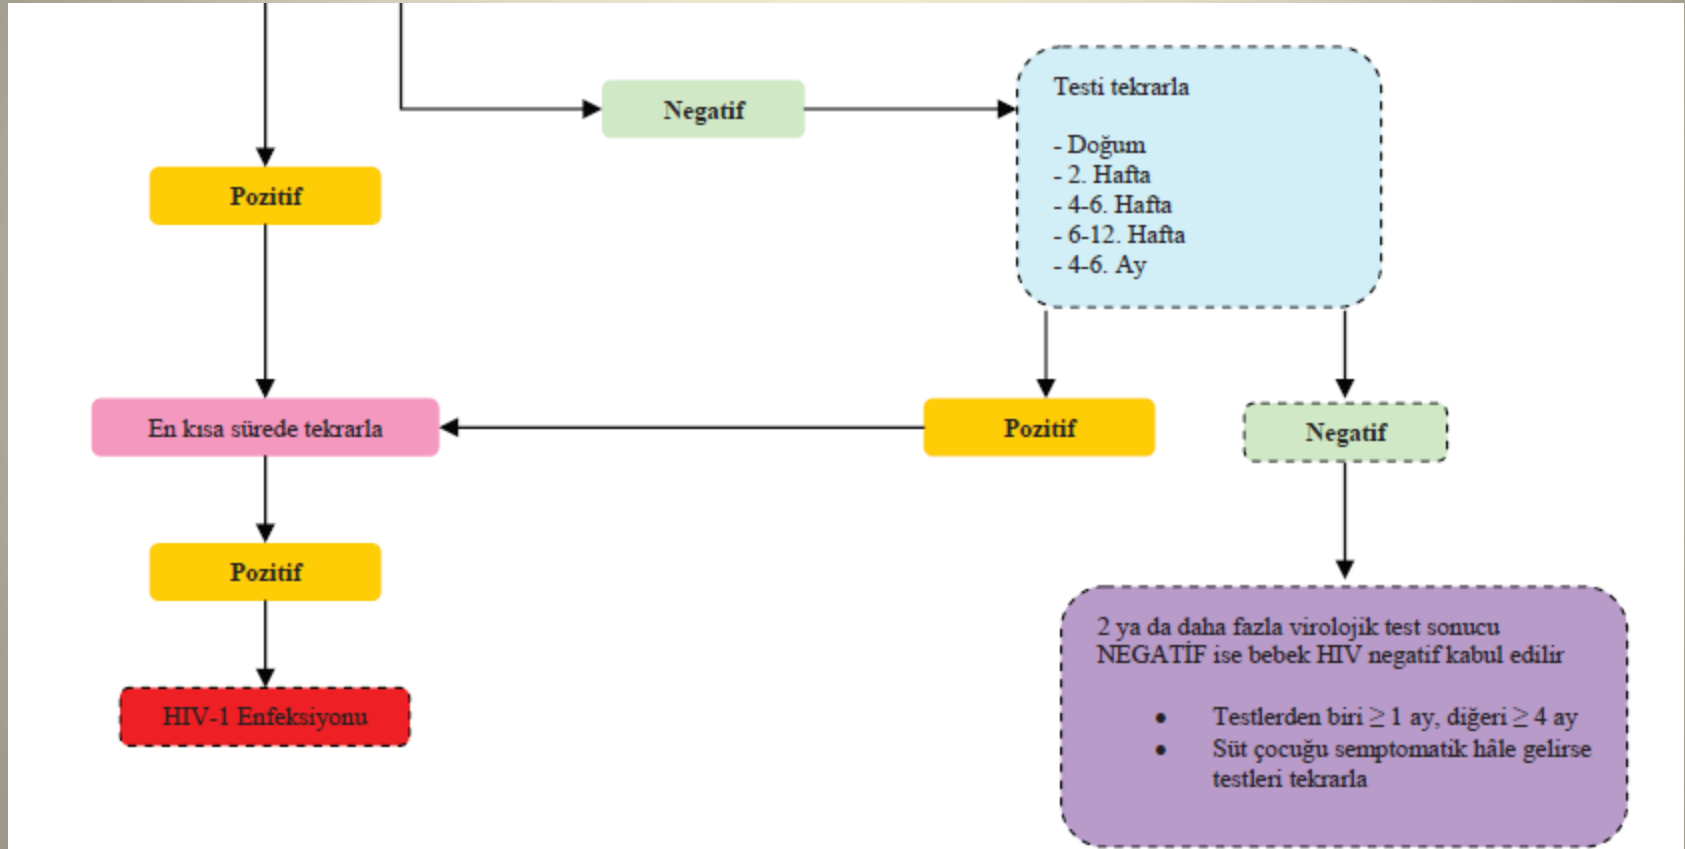 Negatif
Testi tekrarla
- Doğum
- 2. Hafta
- 4-6. Hafta
- 6-12. Hafta
- 4-6. Ay
Pozitif
En kısa sürede tekrarla
Pozitif
Negatif
Pozitif
HIV-1 Enfeksiyonu
2 ya da daha fazla virolojik test sonucu
NEGATİF ise bebek HIV negatif kabul edilir
• Testlerden biri ≥ 1 ay, diğeri ≥ 4 ay
• Süt çocuğu semptomatik hâle gelirse
testleri tekrarla